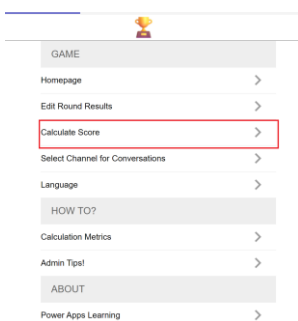 GAME
Homepage
Edit Round Results
Calculate Score
Select Channel for Conversations
Language
HOW TO?
Calculation Metrics
Admin Tips!
ABOUT
Power Apps Learning